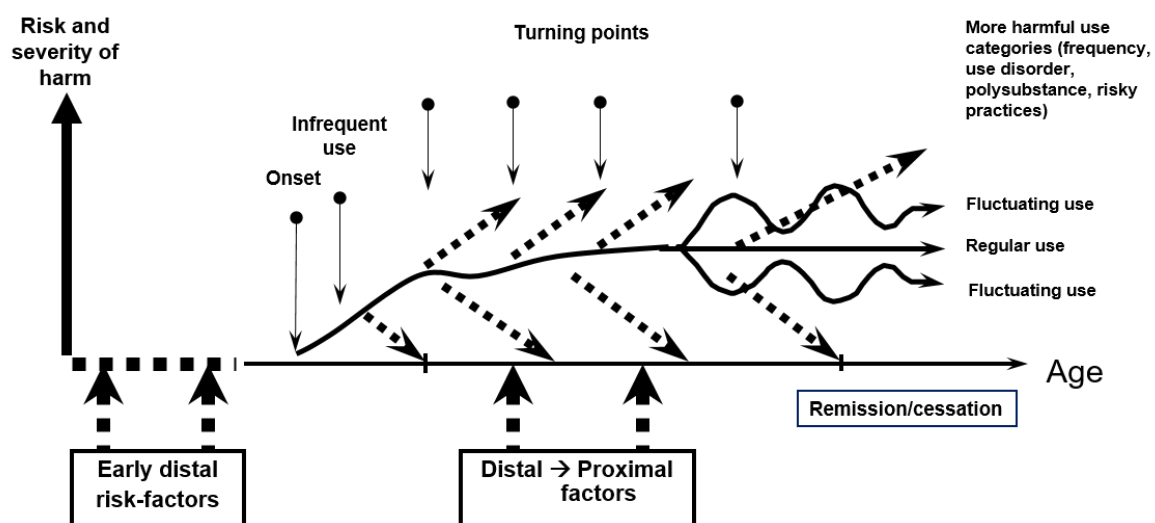 Risk and
severity of
harm
Turning points
More harmful use
categories (frequency,
use disorder,
polysubstance, risky
practices)
Infrequent
use
Onset
Fluctuating use
Regular use
Fluctuating use
Age
Remission/cessation
Early distal
risk-factors
Distal → Proximal
factors